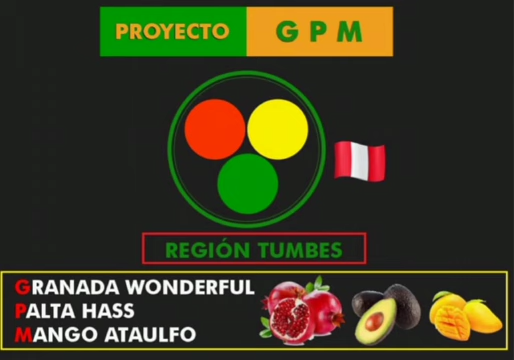 PROYECTO G P M
REGIÓN TUMBES
GRANADA WONDERFUL
PALTA HASS
MANGO ATAULFO